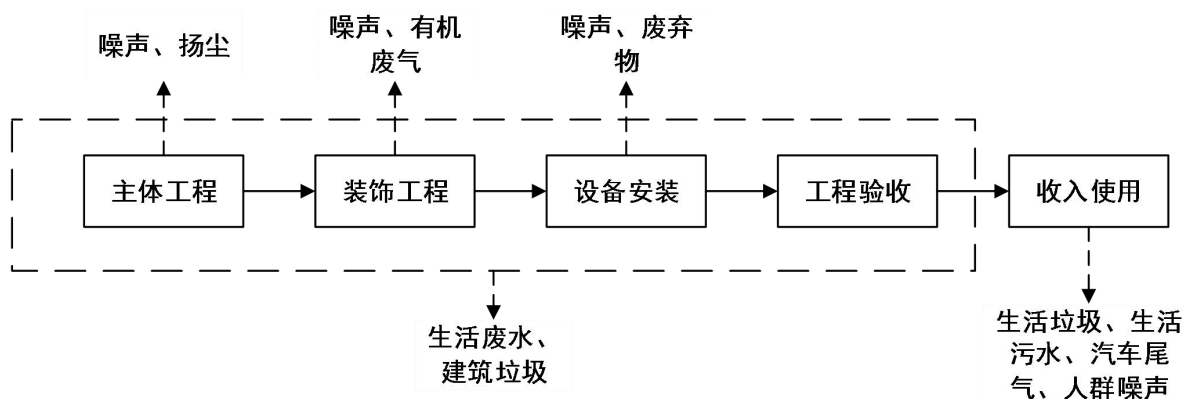 噪声、扬尘
噪声、有机
废气
噪声、废弃
物
主体工程
装饰工程
设备安装
工程验收
收入使用
生活废水、
建筑垃圾
生活垃圾、生活
污水、汽车尾
气、人群噪声